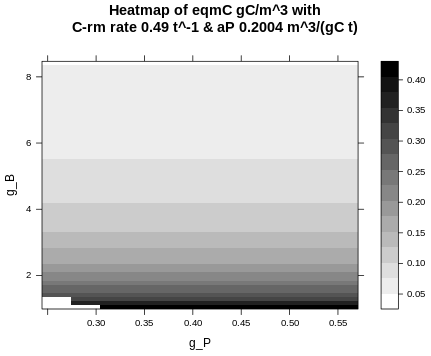 Heatmap of eqmC gC/m^3 with
C-rm rate 0.49 t^-1 & aP 0.2004 m^3/(gC t)
8
6
4
2
g_B
0.30 0.35 0.40 0.45 0.50 0.55
g_P
0.40
0.35
0.30
0.25
0.20
0.15
0.10
0.05